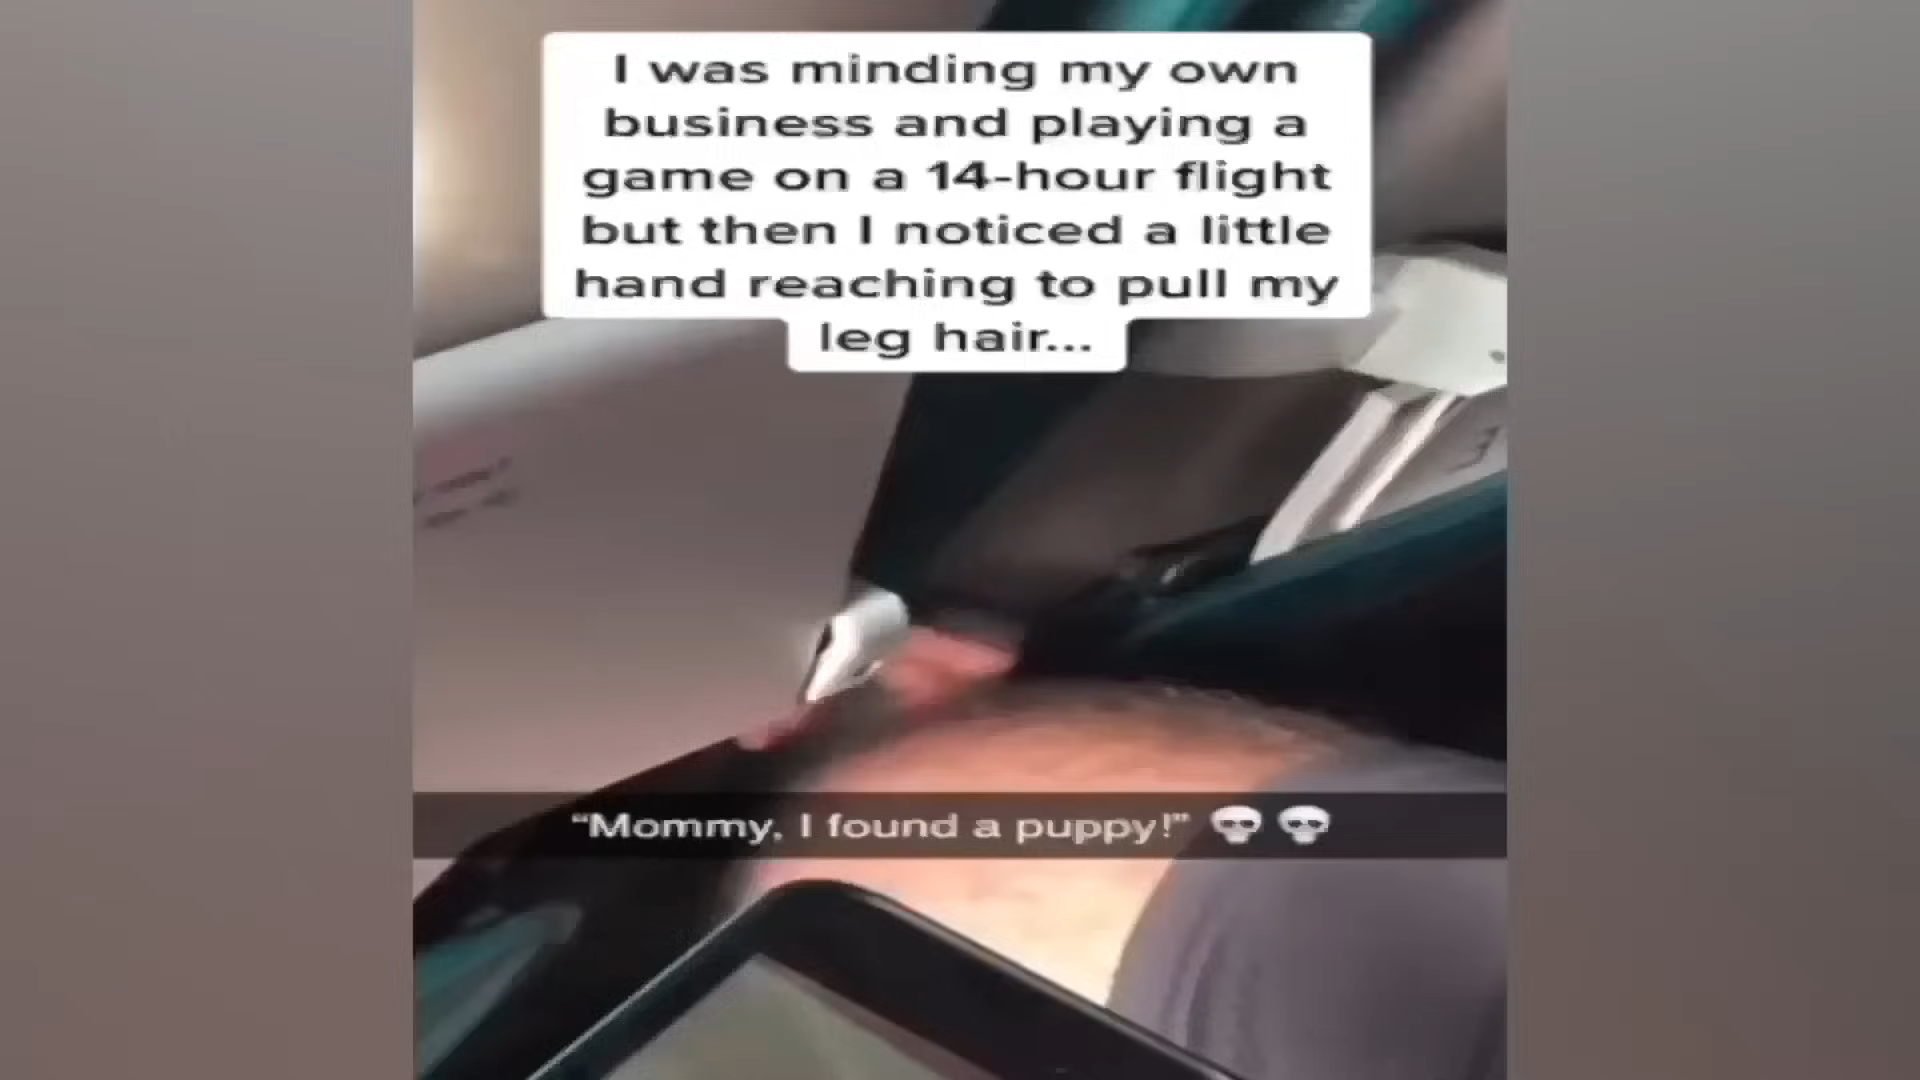 I was minding my own
business and playing a
game on a 14-hour flight
but then I noticed a little
hand reaching to pull my
leg hair...
“Mommy, I found a puppy!” 💀💀